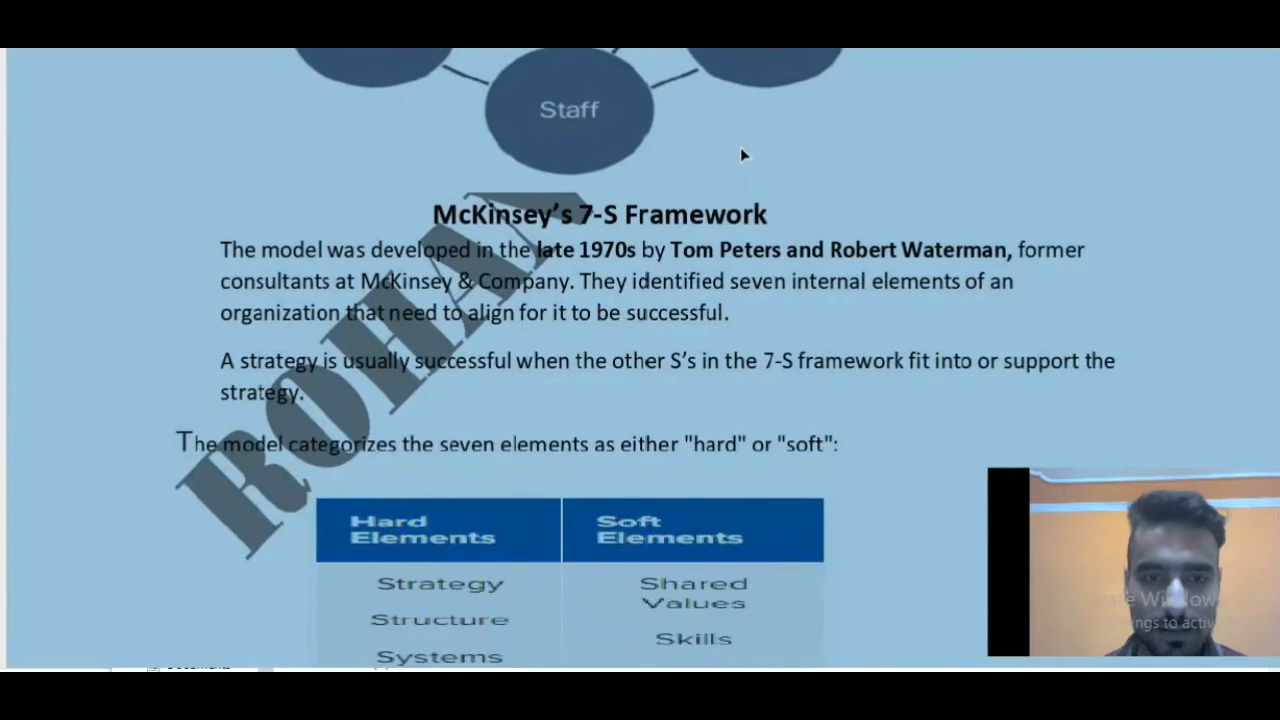 Staff
McKinsey's 7-S Framework
The model was developed in the late 1970s by Tom Peters and Robert Waterman, former
consultants at McKinsey & Company. They identified seven internal elements of an
organization that need to align for it to be successful.
A strategy is usually successful when the other S's in the 7-S framework fit into or support the
strategy.
The model categorizes the seven elements as either "hard" or "soft":
ROHAN
Hard
Elements
Soft
Elements
Strategy
Structure
Systems
Shared
Values
Skills